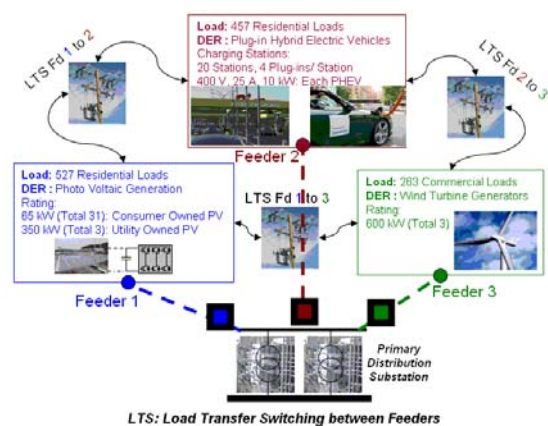 Load: 457 Residential Loads
DER : Plug-in Hybrid Electric Vehicles
Charging Stations:
20 Stations, 4 Plug-ins/ Station
400 V, 25 A, 10 kW: Each PHEV
LTS Fd 1 to 2
LTS Fd 2 to 3
Feeder 2
Load: 527 Residential Loads
DER : Photo Voltaic Generation
Rating:
65 kW (Total 31): Consumer Owned PV
350 kW (Total 3): Utility Owned PV
LTS Fd 1 to 3
Load: 263 Commercial Loads
DER : Wind Turbine Generators
Rating:
600 kW (Total 3)
Feeder 1
Feeder 3
Primary
Distribution
Substation
LTS: Load Transfer Switching between Feeders